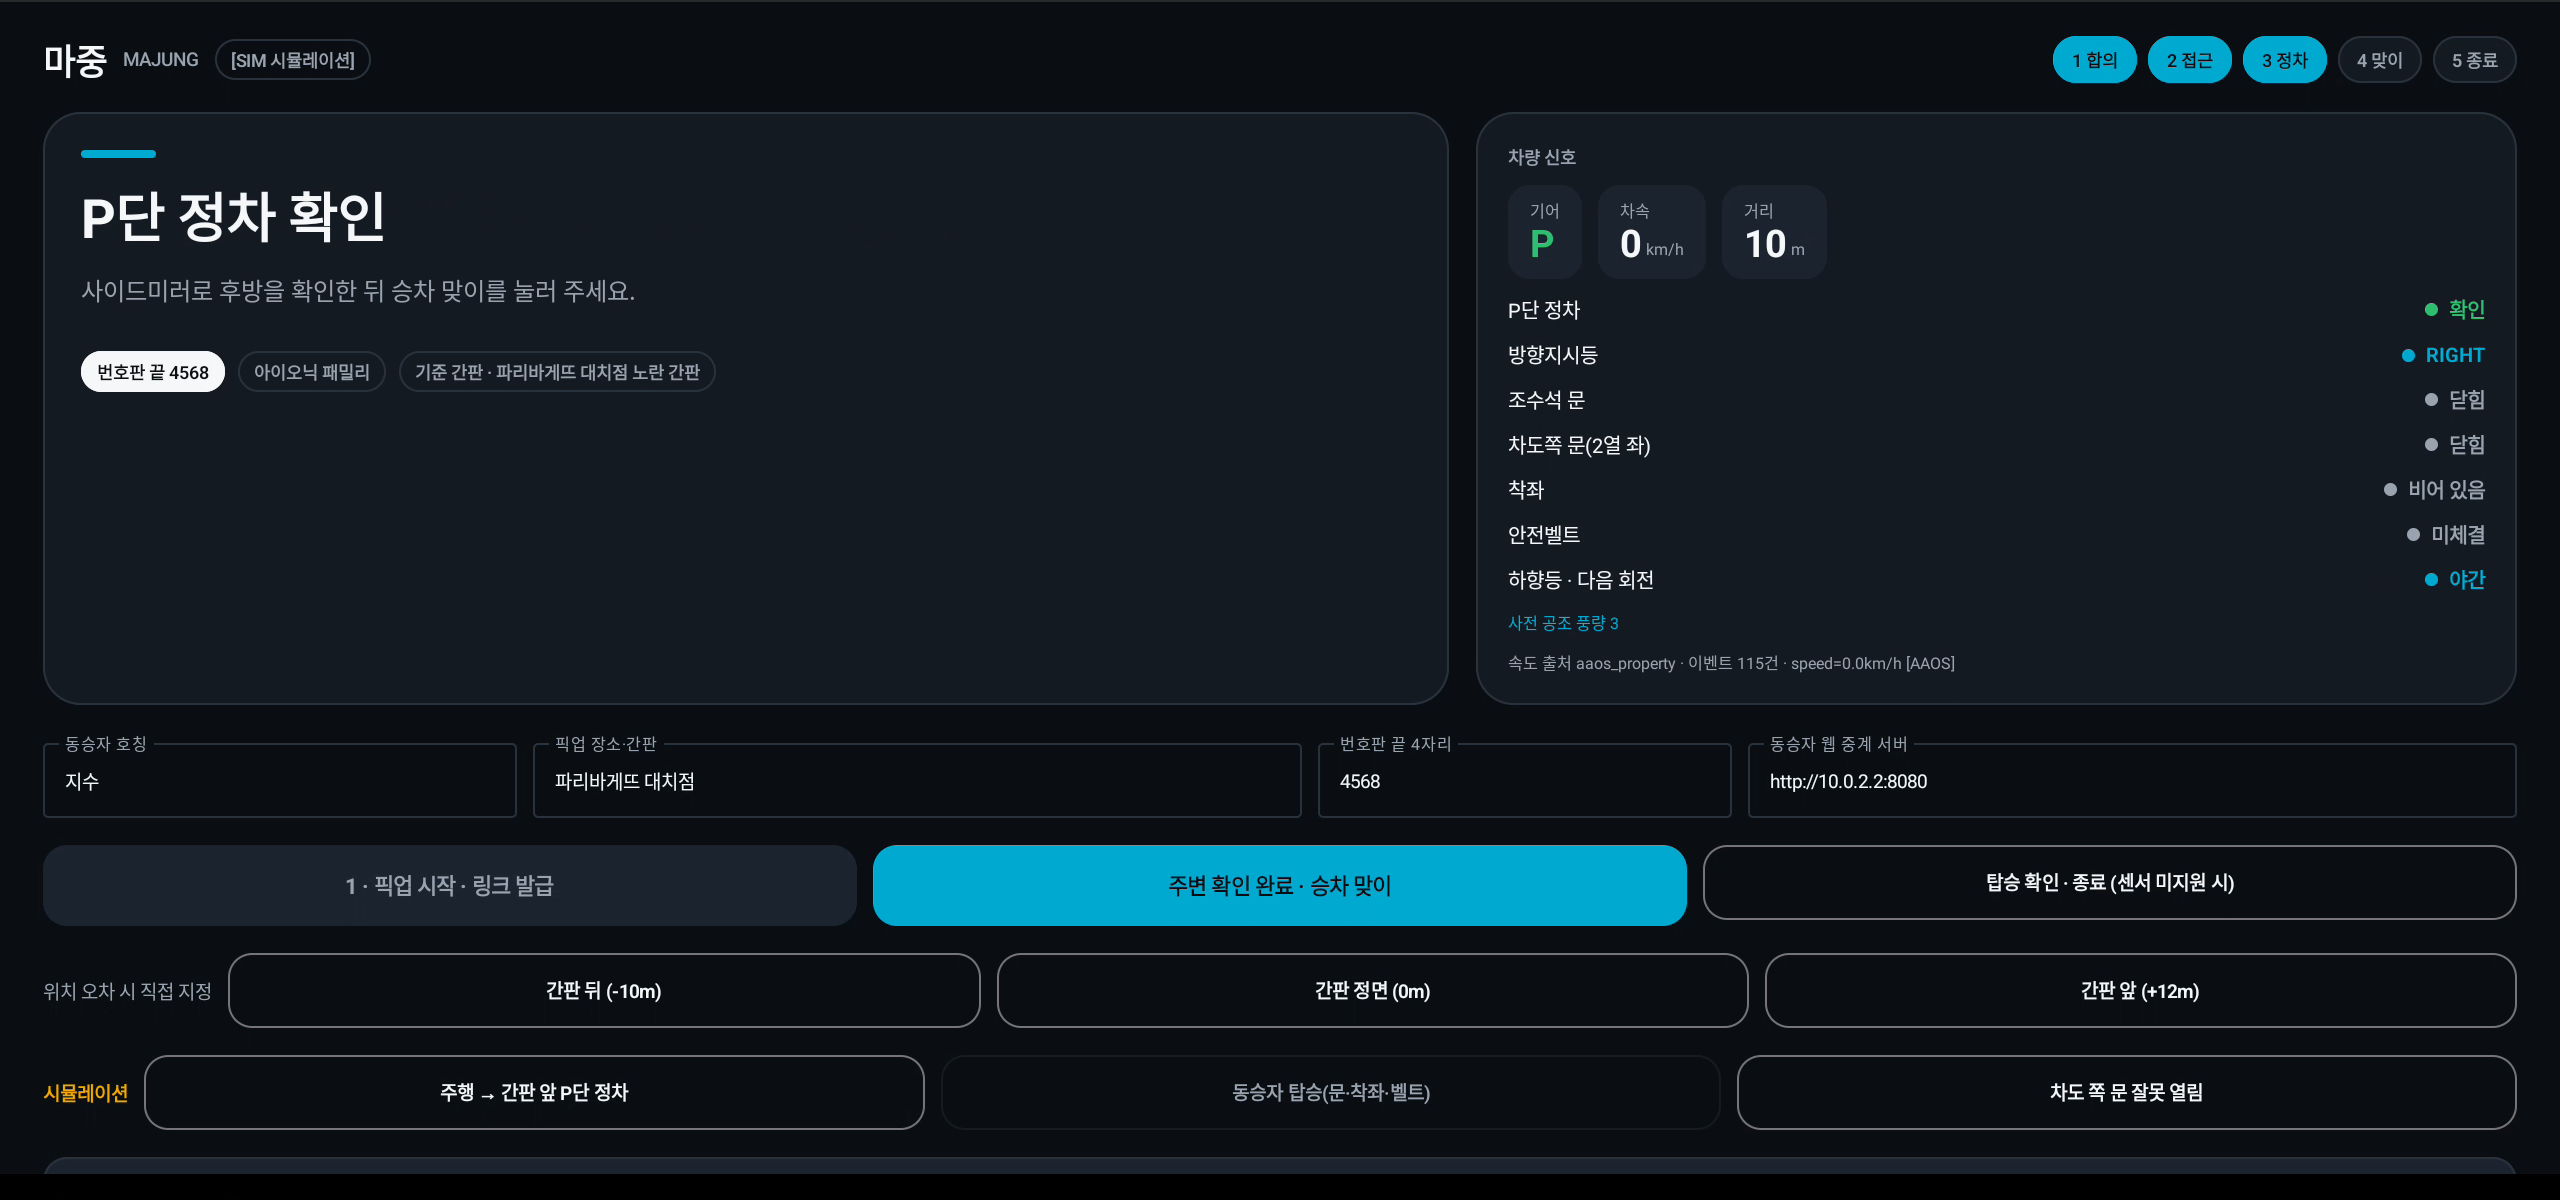 마중 MAJUNG [SIM 시뮬레이션] 1 합의 2 접근 3 정차 4 맞이 5 종료
P단 정차 확인
사이드미러로 후방을 확인한 뒤 승차 맞이를 눌러 주세요.
번호판 끝 4568 아이오닉 패밀리 기준 간판 · 파리바게뜨 대치점 노란 간판
차량 신호
기어 차속 거리
P 0 km/h 10 m
P단 정차 확인
방향지시등 RIGHT
조수석 문 닫힘
차도쪽 문(2열 좌) 닫힘
착좌 비어 있음
안전벨트 미체결
하향등 · 다음 회전 야간
사전 공조 풍량 3
속도 출처 aaos_property · 이벤트 115건 · speed=0.0km/h [AAOS]
동승자 호칭 픽업 장소·간판 번호판 끝 4자리 동승자 웹 중계 서버
지수 파리바게뜨 대치점 4568 http://10.0.2.2:8080
1 · 픽업 시작 · 링크 발급 주변 확인 완료 · 승차 맞이 탑승 확인 · 종료 (센서 미지원 시)
위치 오차 시 직접 지정 간판 뒤 (-10m) 간판 정면 (0m) 간판 앞 (+12m)
시뮬레이션 주행 → 간판 앞 P단 정차 동승자 탑승(문·착좌·벨트) 차도 쪽 문 잘못 열림